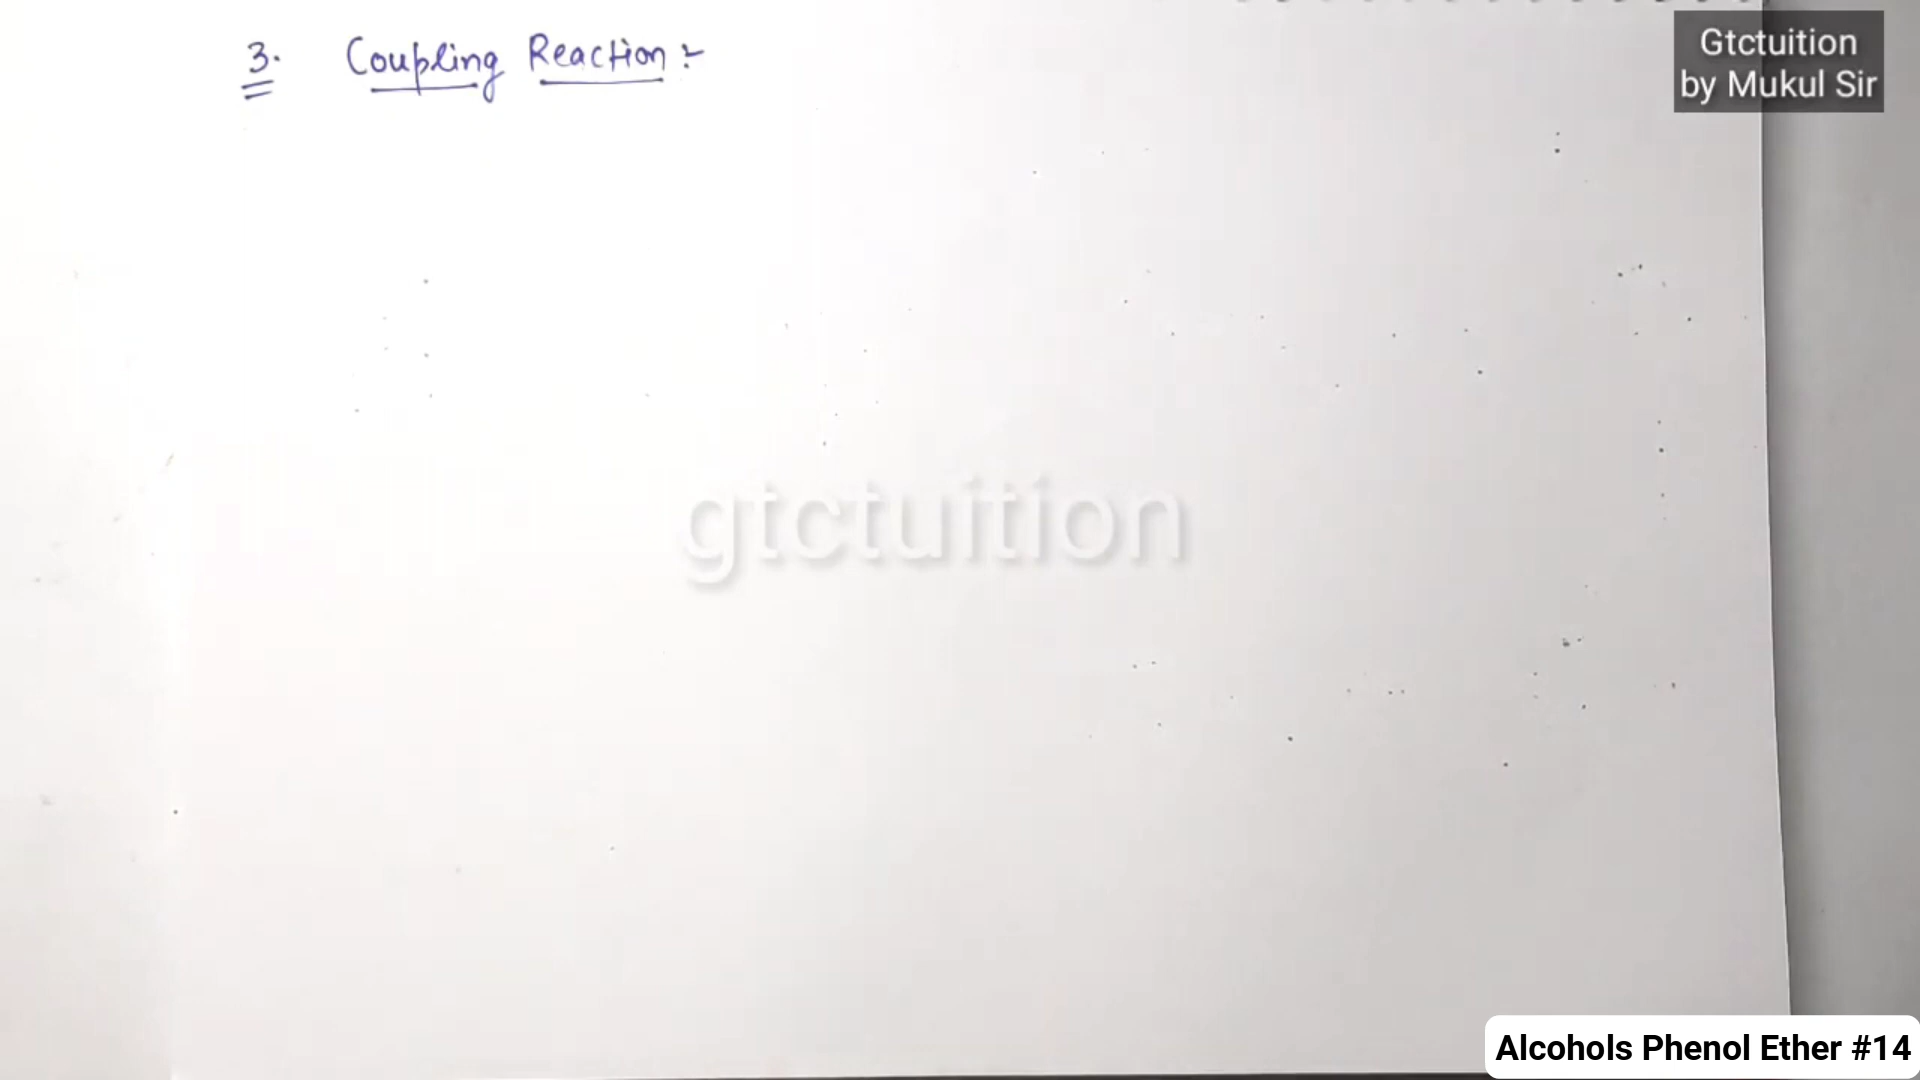 3. Coupling Reaction :-
Gtctuition
by Mukul Sir
gtctuition
Alcohols Phenol Ether #14